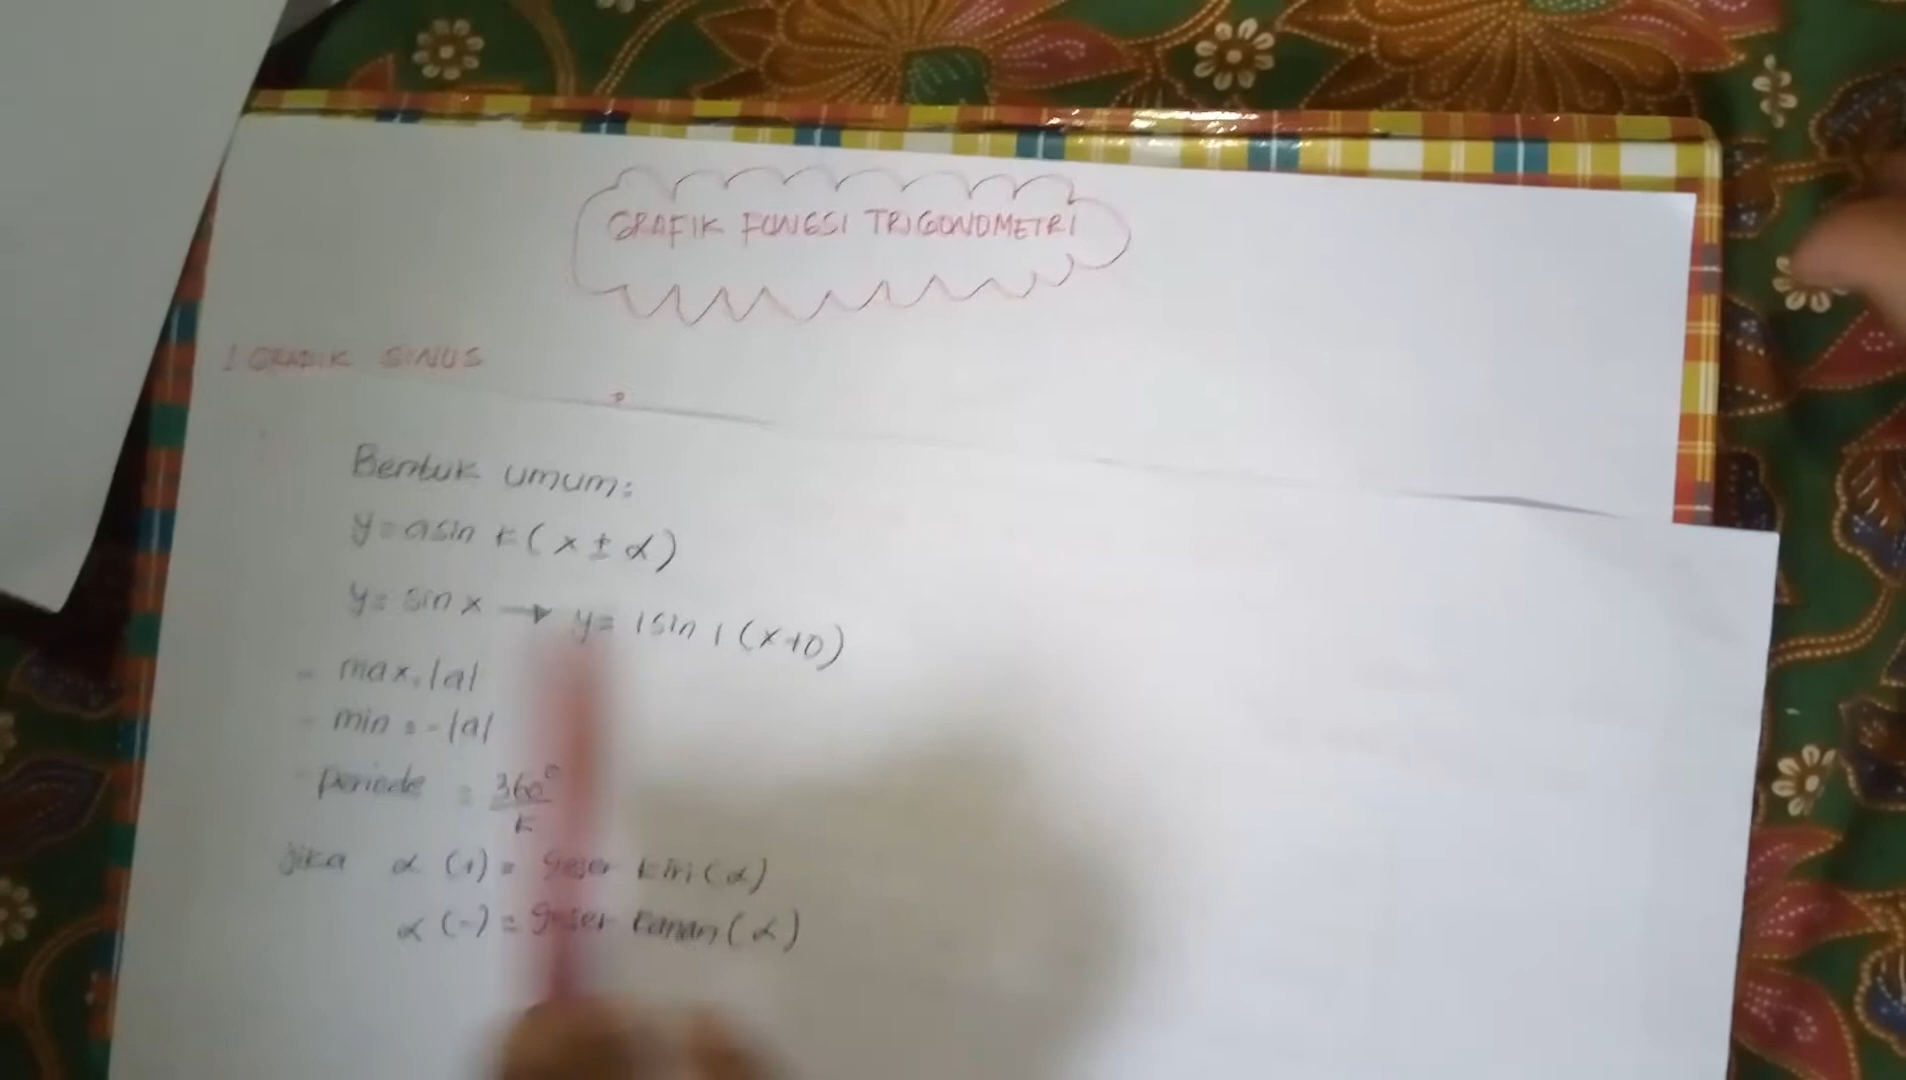 GRAFIK FUNGSI TRIGONOMETRI
1 GRAFIK SINUS
Bentuk umum:
y = a sin k (x ± α)
y = sin x → y = 1 sin 1 (x+0)
- max = |a|
- min = -|a|
- Periode = 360° / k
jika α (+) = geser kiri (α)
α (-) = geser kanan (α)